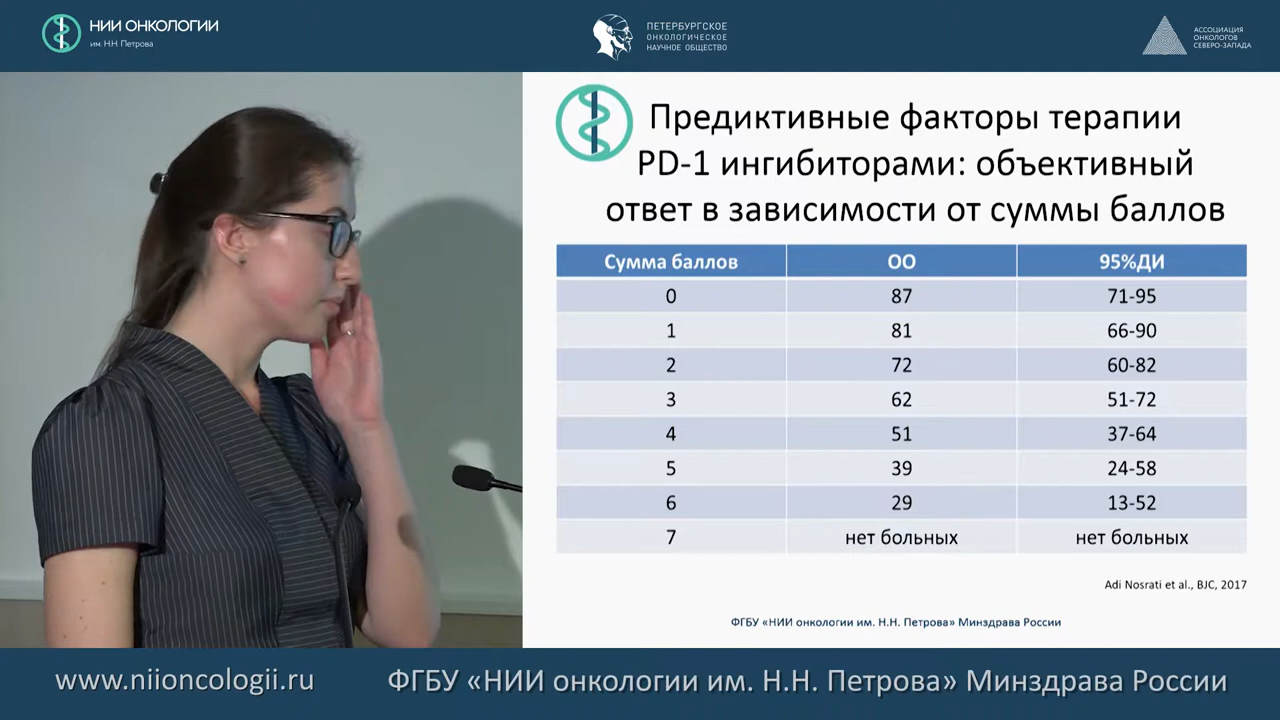 НИИ ОНКОЛОГИИ
им. Н.Н. Петрова
ПЕТЕРБУРГСКОЕ
ОНКОЛОГИЧЕСКОЕ
НАУЧНОЕ ОБЩЕСТВО
АССОЦИАЦИЯ
ОНКОЛОГОВ
СЕВЕРО-ЗАПАДА
Предиктивные факторы терапии
PD-1 ингибиторами: объективный
ответ в зависимости от суммы баллов
Сумма баллов ОО 95%ДИ
0 87 71-95
1 81 66-90
2 72 60-82
3 62 51-72
4 51 37-64
5 39 24-58
6 29 13-52
7 нет больных нет больных
Adi Nosrati et al., BJC, 2017
ФГБУ «НИИ онкологии им. Н.Н. Петрова» Минздрава России
www.niioncologii.ru ФГБУ «НИИ онкологии им. Н.Н. Петрова» Минздрава России